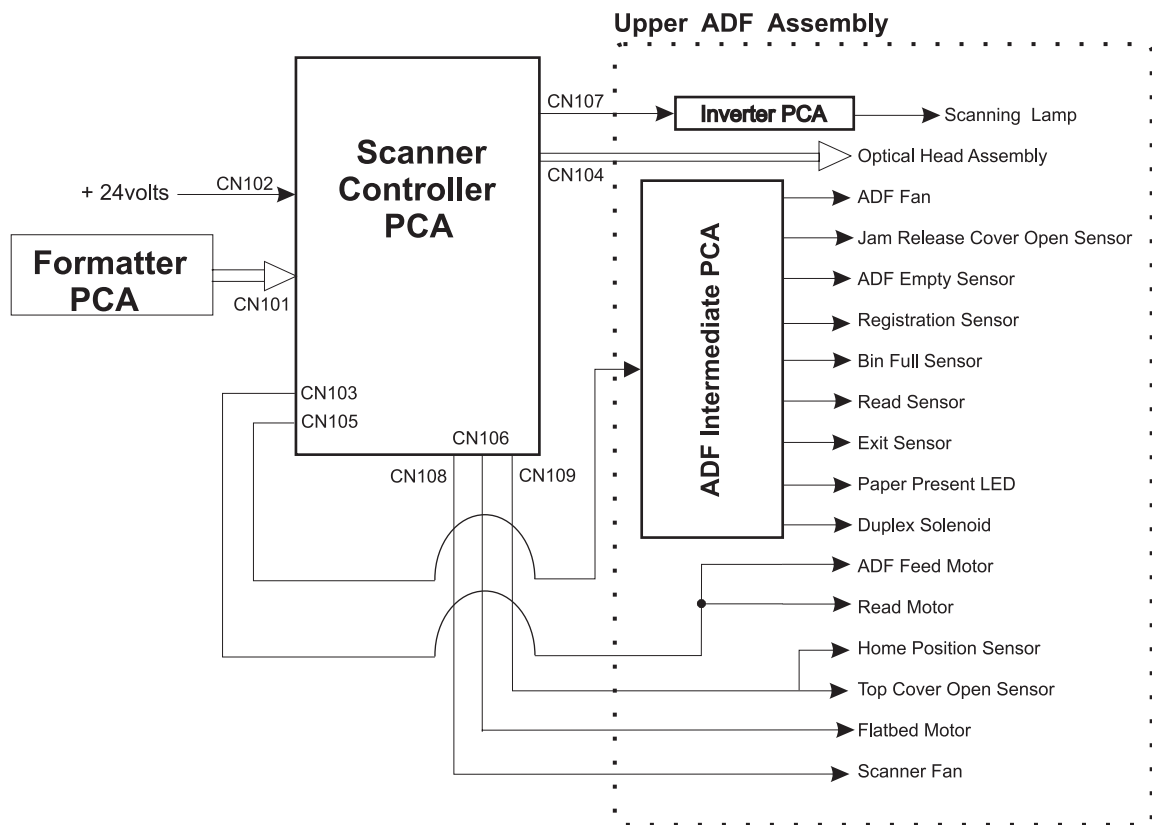 Upper ADF Assembly
CN107
Inverter PCA
Scanning Lamp
Scanner
Controller
PCA
CN104
Optical Head Assembly
+ 24volts
CN102
Formatter
PCA
CN101
ADF Intermediate PCA
ADF Fan
Jam Release Cover Open Sensor
ADF Empty Sensor
Registration Sensor
Bin Full Sensor
Read Sensor
Exit Sensor
Paper Present LED
Duplex Solenoid
CN103
CN105
CN106
CN108
CN109
ADF Feed Motor
Read Motor
Home Position Sensor
Top Cover Open Sensor
Flatbed Motor
Scanner Fan